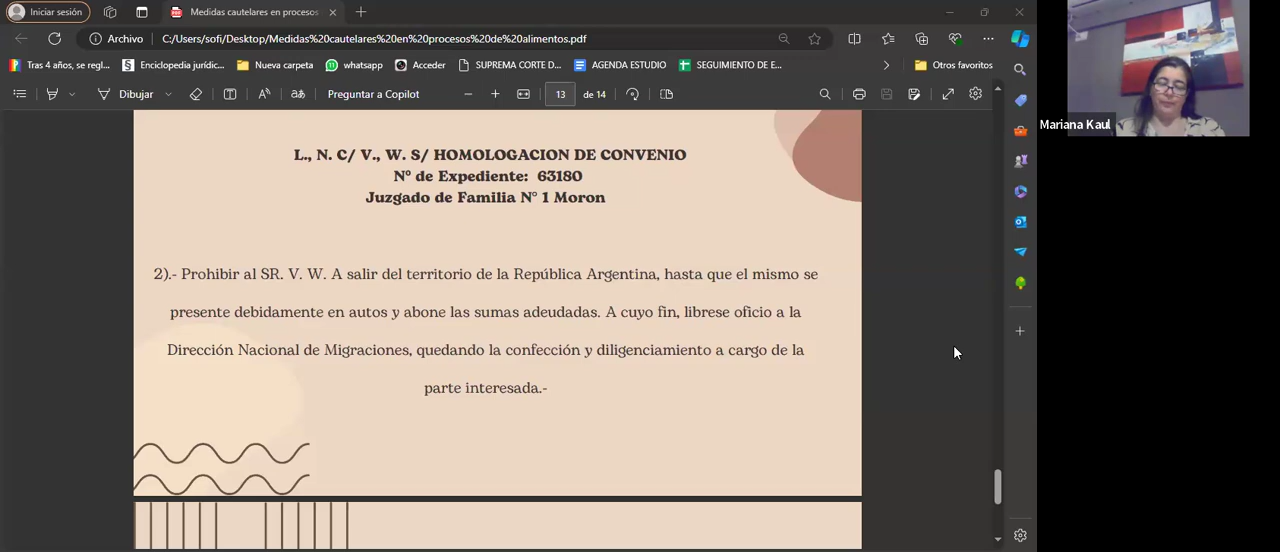 Iniciar sesión
Medidas cautelares en procesos
Archivo
C:/Users/sofi/Desktop/Medidas%20cautelares%20en%20procesos%20de%20alimentos.pdf
Tras 4 años, se regl...
Enciclopedia jurídic...
Nueva carpeta
whatsapp
Acceder
SUPREMA CORTE D...
AGENDA ESTUDIO
SEGUIMIENTO DE E...
Otros favoritos
Dibujar
Preguntar a Copilot
13
de 14
Mariana Kaul
L., N. C/ V., W. S/ HOMOLOGACION DE CONVENIO
N° de Expediente: 63180
Juzgado de Familia N° 1 Moron
2).- Prohibir al SR. V. W. A salir del territorio de la República Argentina, hasta que el mismo se
presente debidamente en autos y abone las sumas adeudadas. A cuyo fin, librese oficio a la
Dirección Nacional de Migraciones, quedando la confección y diligenciamiento a cargo de la
parte interesada.-